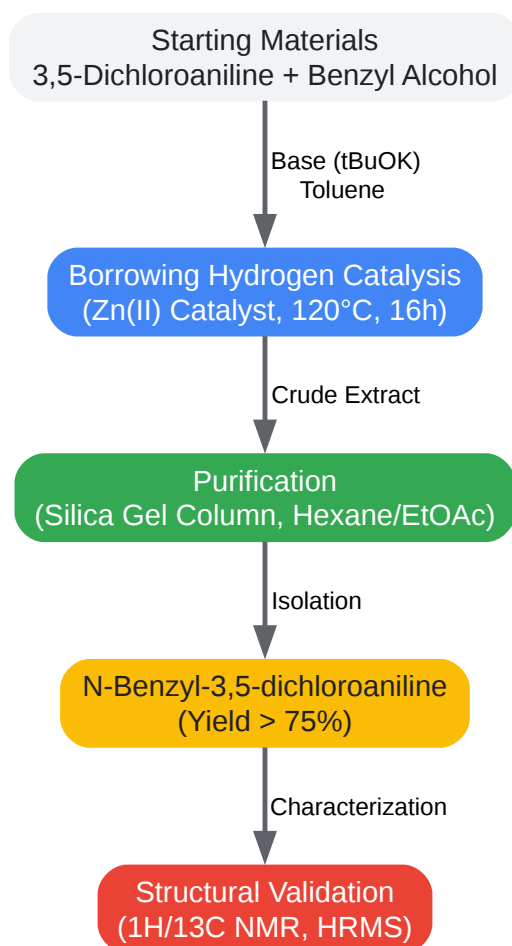 Starting Materials
3,5-Dichloroaniline + Benzyl Alcohol
Base (tBuOK)
Toluene
Borrowing Hydrogen Catalysis
(Zn(II) Catalyst, 120°C, 16h)
Crude Extract
Purification
(Silica Gel Column, Hexane/EtOAc)
Isolation
N-Benzyl-3,5-dichloroaniline
(Yield > 75%)
Characterization
Structural Validation
(1H/13C NMR, HRMS)